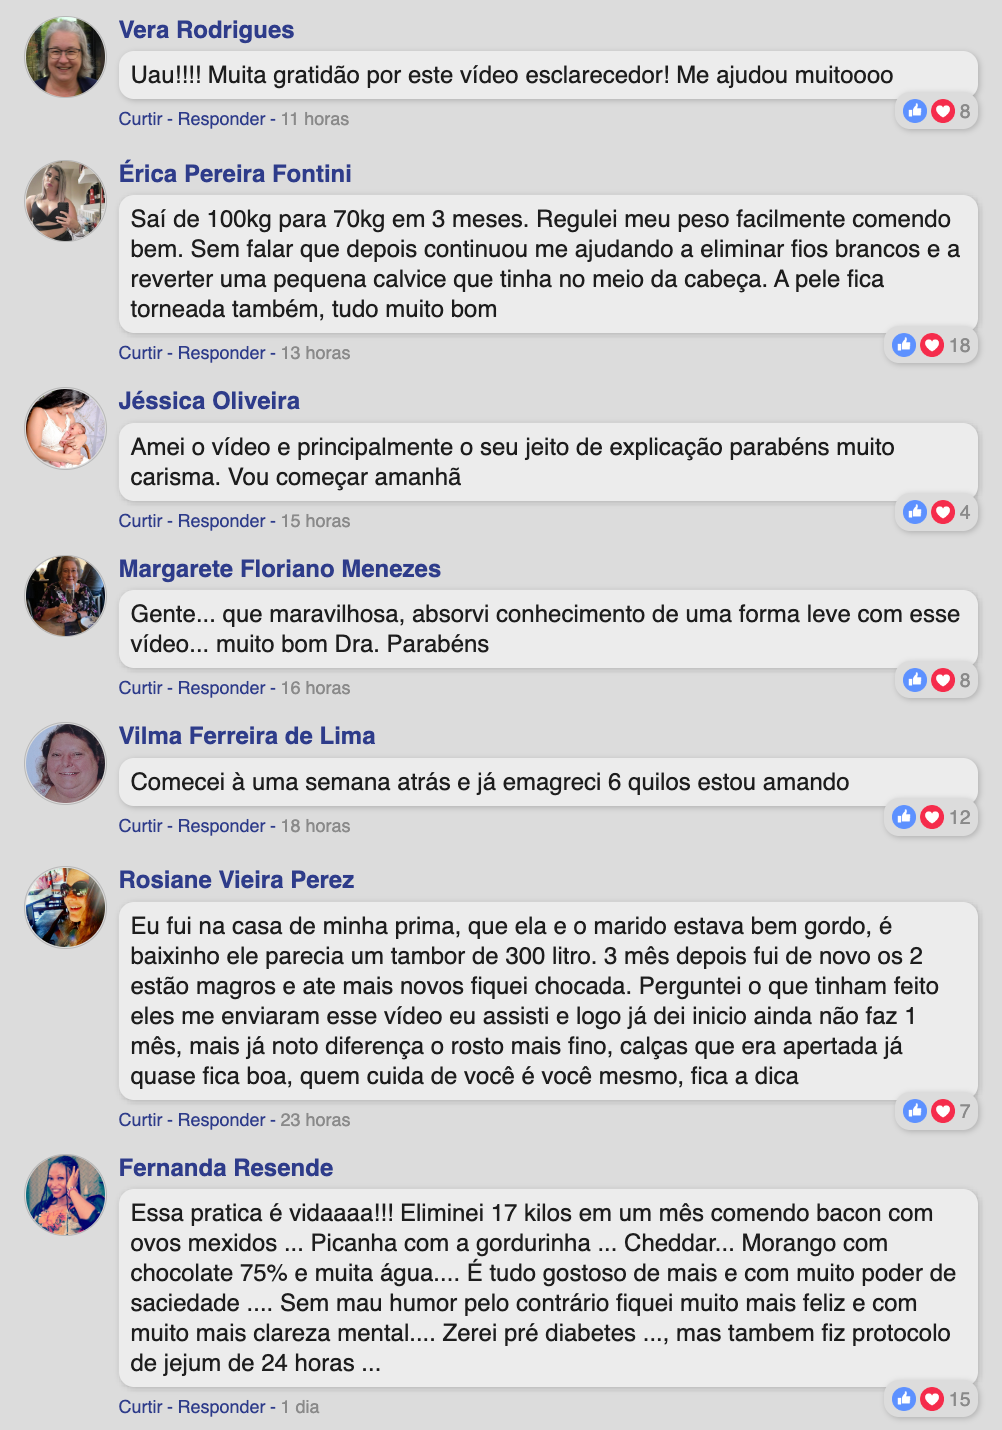 Vera Rodrigues
Uau!!!! Muita gratidão por este vídeo esclarecedor! Me ajudou muitoooo
8
Curtir - Responder - 11 horas
Érica Pereira Fontini
Saí de 100kg para 70kg em 3 meses. Regulei meu peso facilmente comendo
bem. Sem falar que depois continuou me ajudando a eliminar fios brancos e a
reverter uma pequena calvice que tinha no meio da cabeça. A pele fica
torneada também, tudo muito bom
18
Curtir - Responder - 13 horas
Jéssica Oliveira
Amei o vídeo e principalmente o seu jeito de explicação parabéns muito
carisma. Vou começar amanhã
4
Curtir - Responder - 15 horas
Margarete Floriano Menezes
Gente... que maravilhosa, absorvi conhecimento de uma forma leve com esse
vídeo... muito bom Dra. Parabéns
8
Curtir - Responder - 16 horas
Vilma Ferreira de Lima
Comecei à uma semana atrás e já emagreci 6 quilos estou amando
12
Curtir - Responder - 18 horas
Rosiane Vieira Perez
Eu fui na casa de minha prima, que ela e o marido estava bem gordo, é
baixinho ele parecia um tambor de 300 litro. 3 mês depois fui de novo os 2
estão magros e ate mais novos fiquei chocada. Perguntei o que tinham feito
eles me enviaram esse vídeo eu assisti e logo já dei inicio ainda não faz 1
mês, mais já noto diferença o rosto mais fino, calças que era apertada já
quase fica boa, quem cuida de você é você mesmo, fica a dica
7
Curtir - Responder - 23 horas
Fernanda Resende
Essa pratica é vidaaaa!!! Eliminei 17 kilos em um mês comendo bacon com
ovos mexidos ... Picanha com a gordurinha ... Cheddar... Morango com
chocolate 75% e muita água.... É tudo gostoso de mais e com muito poder de
saciedade .... Sem mau humor pelo contrário fiquei muito mais feliz e com
muito mais clareza mental.... Zerei pré diabetes ..., mas tambem fiz protocolo
de jejum de 24 horas ...
15
Curtir - Responder - 1 dia